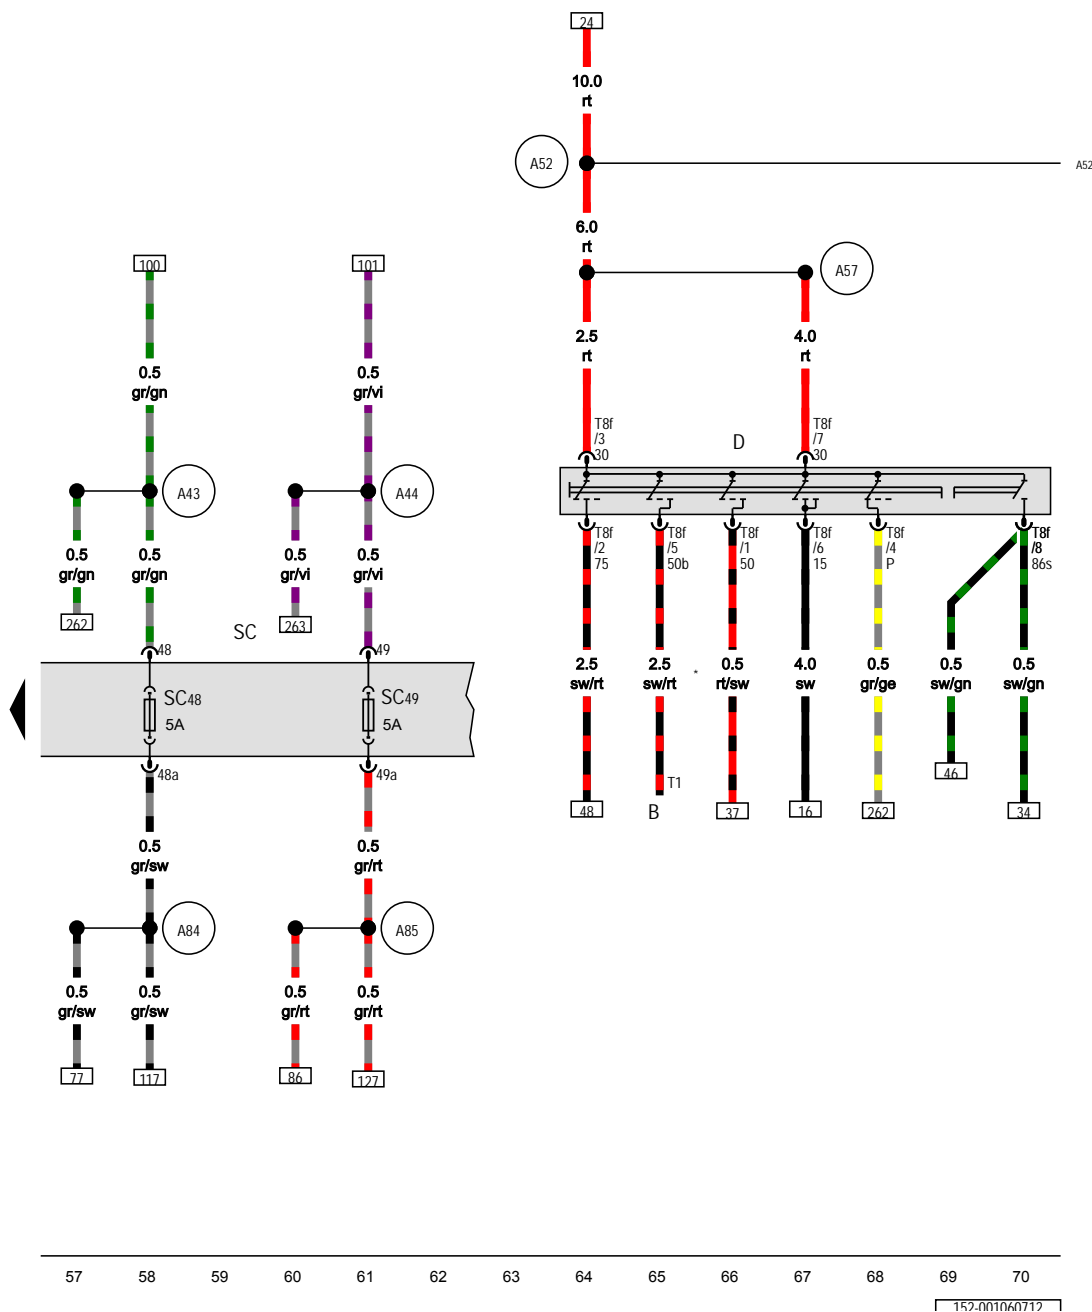 24
10.0
rt
A52
A52
6.0
rt
100
101
A57
2.5
rt
4.0
rt
0.5
gr/gn
0.5
gr/vi
T8f
/3
30
D
T8f
/7
30
A43
A44
0.5
gr/gn
0.5
gr/gn
0.5
gr/vi
0.5
gr/vi
T8f
/2
75
T8f
/5
50b
T8f
/1
50
T8f
/6
15
T8f
/4
P
T8f
/8
86s
262
263
SC
48
49
2.5
sw/rt
2.5
sw/rt
*
0.5
rt/sw
4.0
sw
0.5
gr/ge
0.5
sw/gn
0.5
sw/gn
SC48
5A
SC49
5A
48a
49a
T1
46
48
B
37
16
262
34
0.5
gr/sw
0.5
gr/rt
A84
A85
0.5
gr/sw
0.5
gr/sw
0.5
gr/rt
0.5
gr/rt
77
117
86
127
57 58 59 60 61 62 63 64 65 66 67 68 69 70
152-001060712